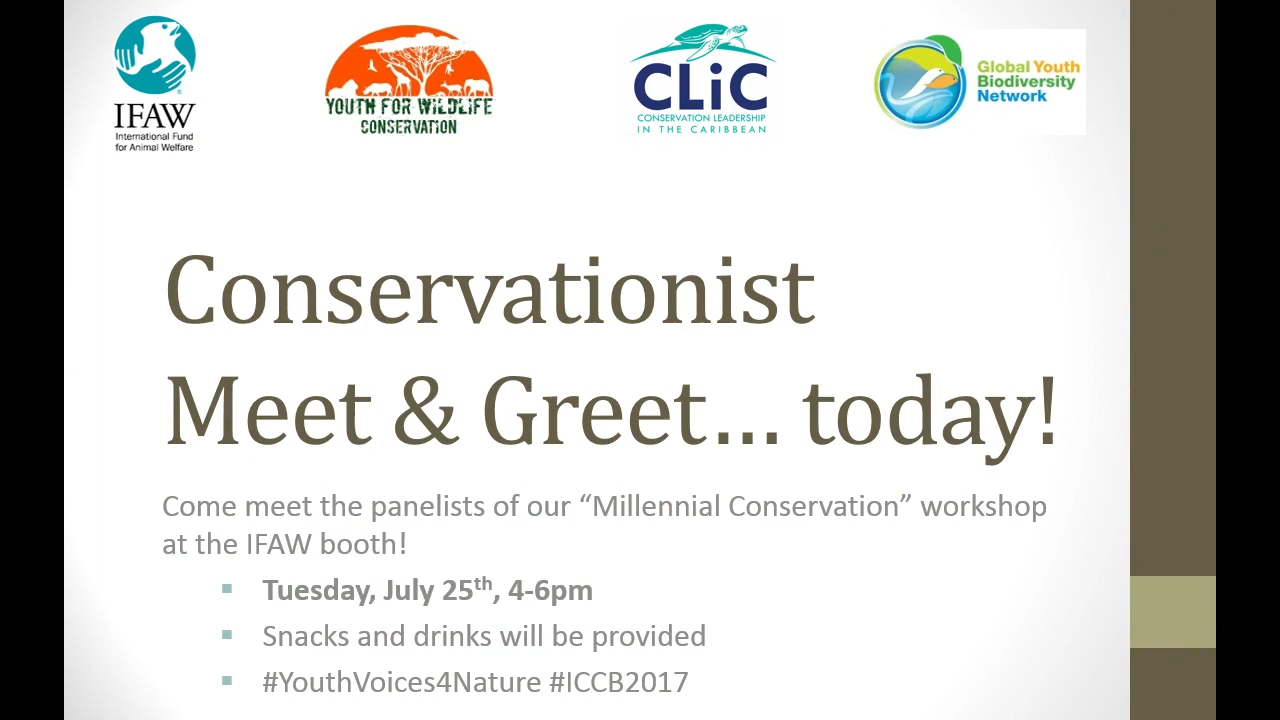 IFAW
International Fund
for Animal Welfare
YOUTH FOR WILDLIFE
CONSERVATION
CLiC
CONSERVATION LEADERSHIP
IN THE CARIBBEAN
Global Youth
Biodiversity
Network
Conservationist
Meet & Greet… today!
Come meet the panelists of our “Millennial Conservation” workshop
at the IFAW booth!
▪ Tuesday, July 25th, 4-6pm
▪ Snacks and drinks will be provided
▪ #YouthVoices4Nature #ICCB2017